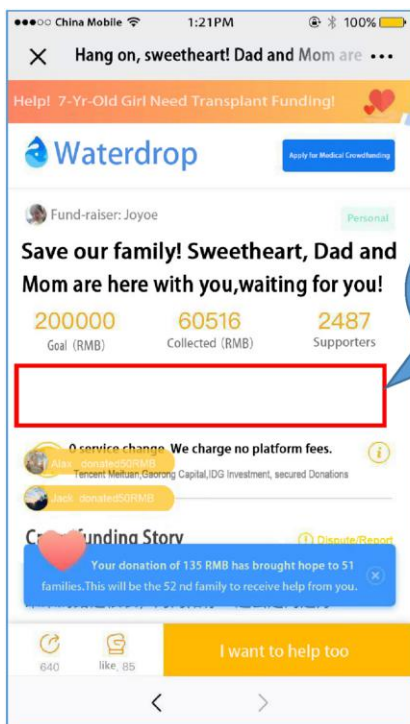 China Mobile 1:21PM 100%
Hang on, sweetheart! Dad and Mom are
Help! 7-Yr-Old Girl Need Transplant Funding!
Waterdrop
Apply for Medical Crowdfunding
Fund-raiser: Joyoe
Personal
Save our family! Sweetheart, Dad and
Mom are here with you,waiting for you!
200000 60516 2487
Goal (RMB) Collected (RMB) Supporters
0 service change We charge no platform fees.
Alax donated50RMB
Tencent Meituan,Gaorong Capital,IDG Investment, secured Donations
Jack donated50RMB
Crowdfunding Story
Dispute/Report
Your donation of 135 RMB has brought hope to 51
families.This will be the 52 nd family to receive help from you.
640 like, 85
I want to help too